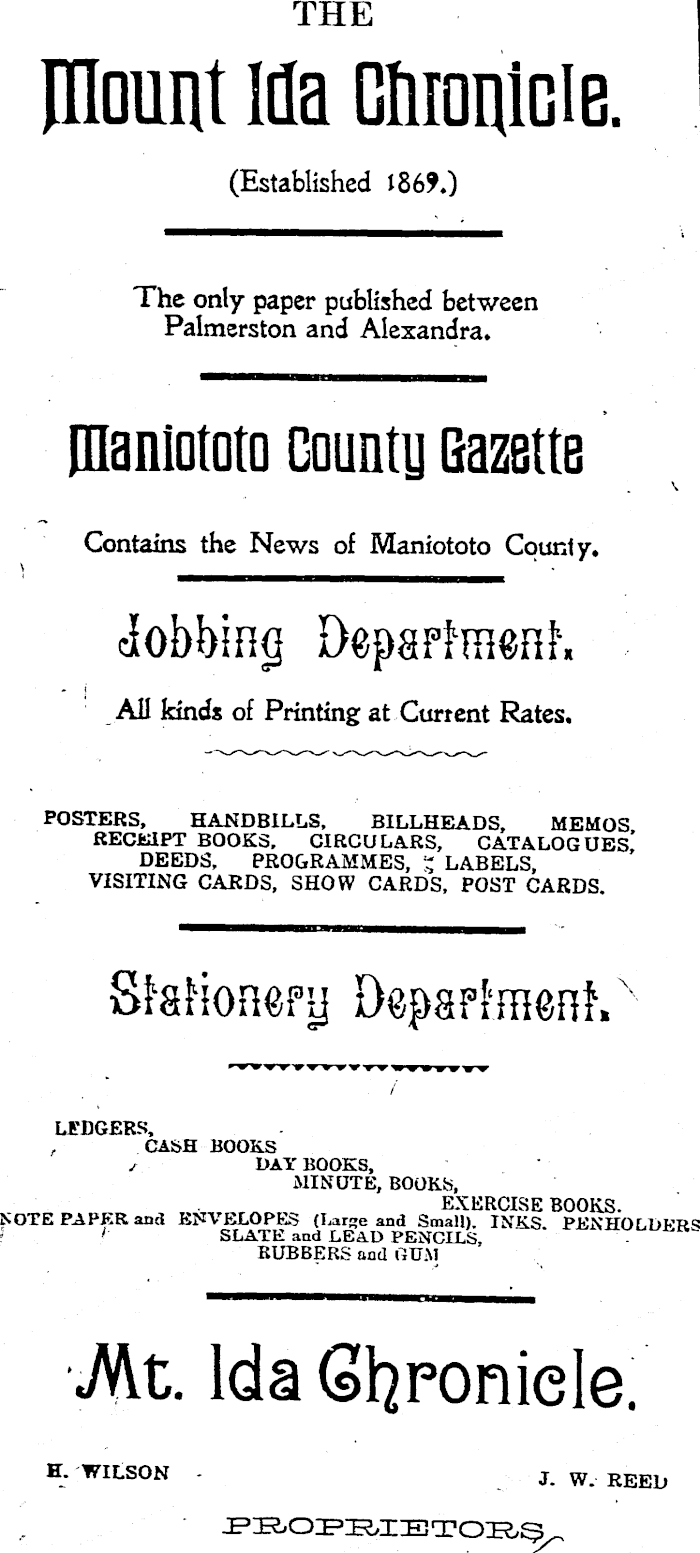 THE
Mount Ida Chronicle.
(Established 1869.)
The only paper published between
Palmerston and Alexandra.
Maniototo County Gazette
Contains the News of Maniototo County.
Jobbing Department.
All kinds of Printing at Current Rates.
POSTERS, HANDBILLS, BILLHEADS, MEMOS,
RECEIPT BOOKS, CIRCULARS, CATALOGUES,
DEEDS, PROGRAMMES, LABELS,
VISITING CARDS, SHOW CARDS, POST CARDS.
Stationery Department.
LEDGERS,
CASH BOOKS
DAY BOOKS,
MINUTE, BOOKS,
EXERCISE BOOKS.
NOTE PAPER and ENVELOPES (Large and Small). INKS. PENHOLDERS
SLATE and LEAD PENCILS,
RUBBERS and GUM
Mt. Ida Chronicle.
H. WILSON J. W. REED
PROPRIETORS